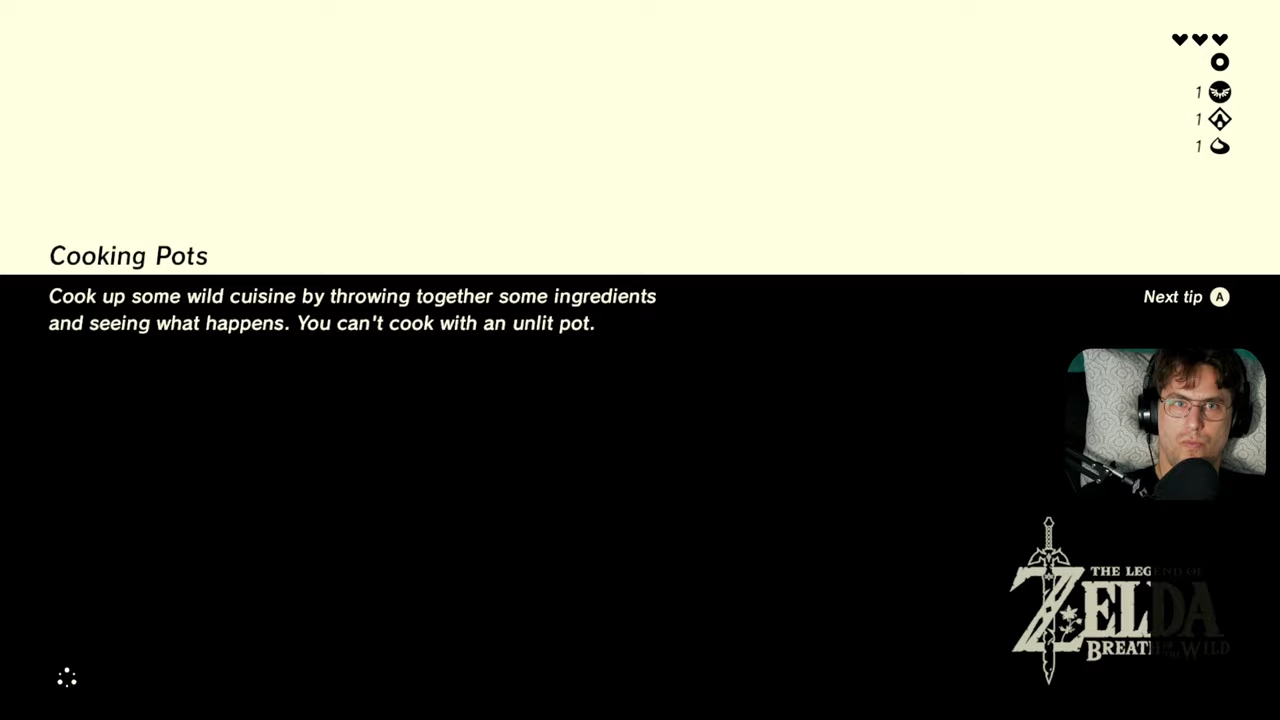 1
1
1
Cooking Pots
Cook up some wild cuisine by throwing together some ingredients
and seeing what happens. You can't cook with an unlit pot.
Next tip A
THE LEGEND OF
ZELDA
BREATH OF THE WILD